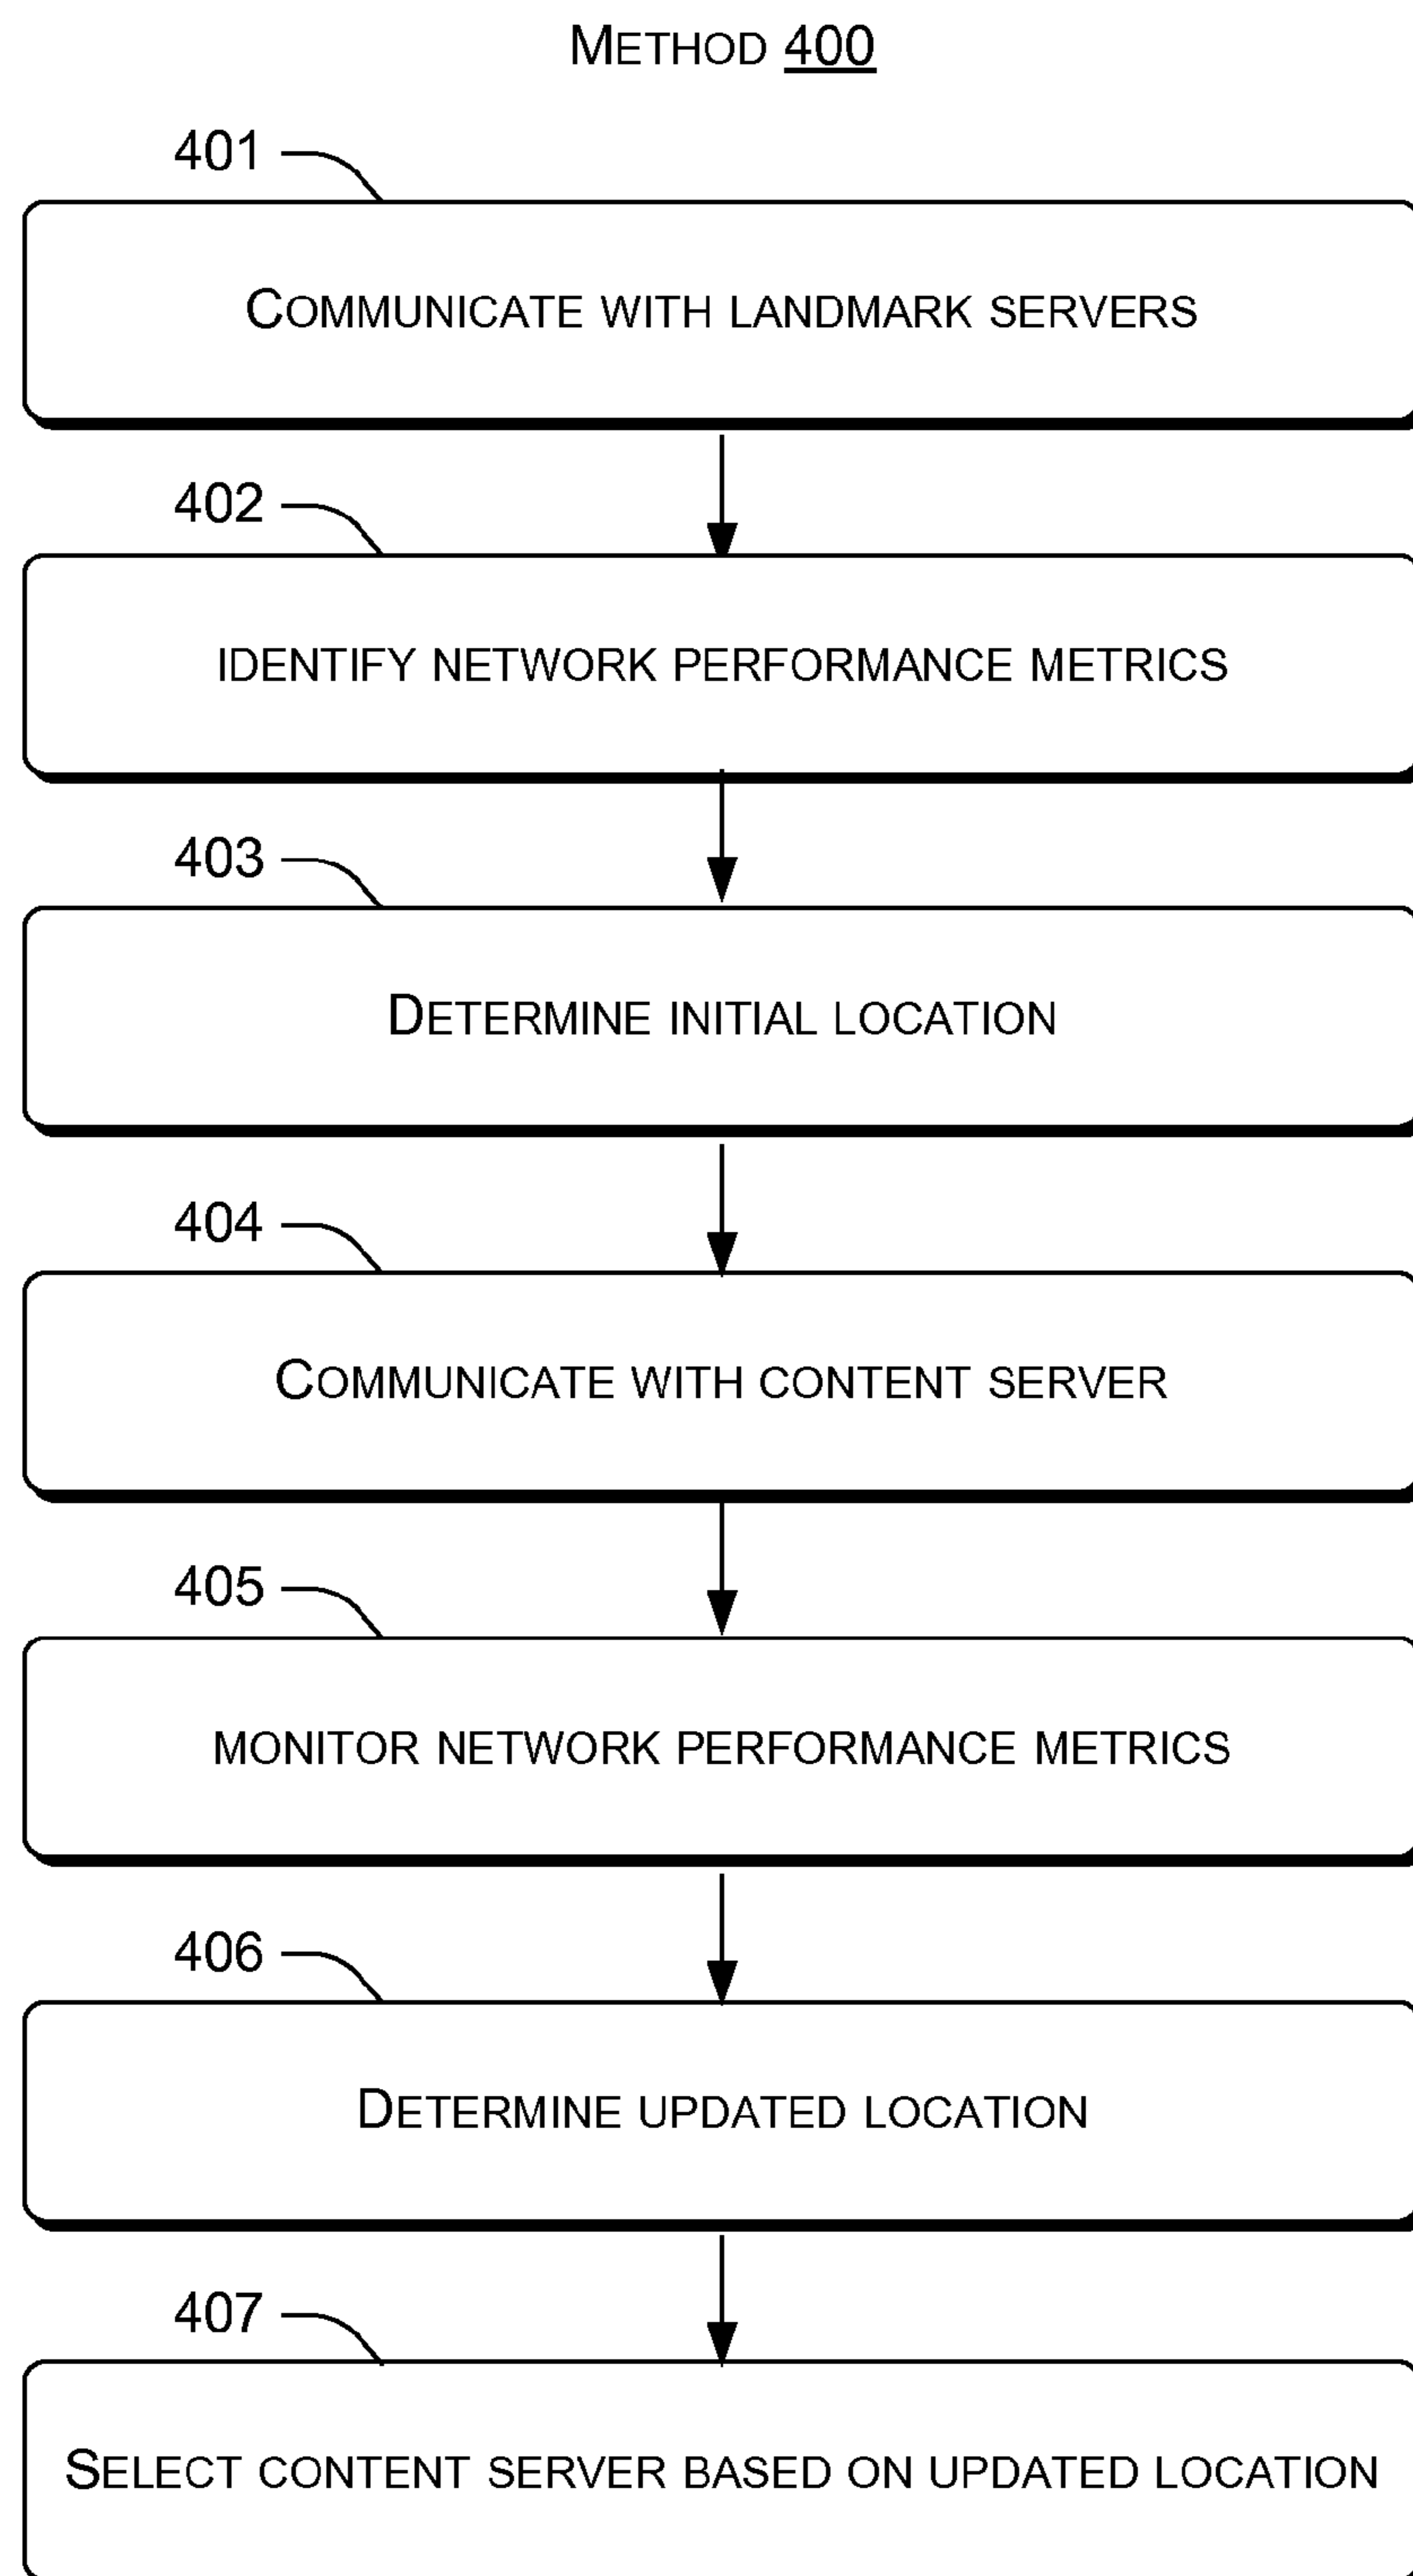 METHOD 400
401
COMMUNICATE WITH LANDMARK SERVERS
402
IDENTIFY NETWORK PERFORMANCE METRICS
403
DETERMINE INITIAL LOCATION
404
COMMUNICATE WITH CONTENT SERVER
405
MONITOR NETWORK PERFORMANCE METRICS
406
DETERMINE UPDATED LOCATION
407
SELECT CONTENT SERVER BASED ON UPDATED LOCATION